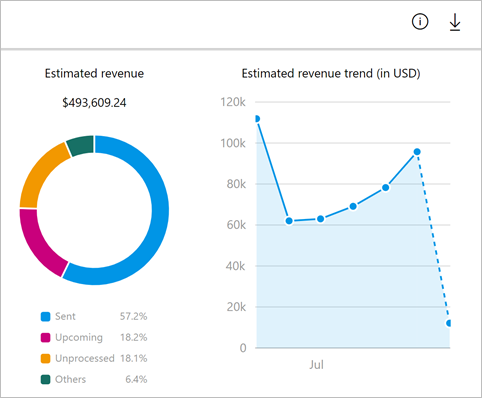 Estimated revenue
$493,609.24
Sent 57.2%
Upcoming 18.2%
Unprocessed 18.1%
Others 6.4%
Estimated revenue trend (in USD)
120k
100k
80k
60k
40k
20k
0
Jul